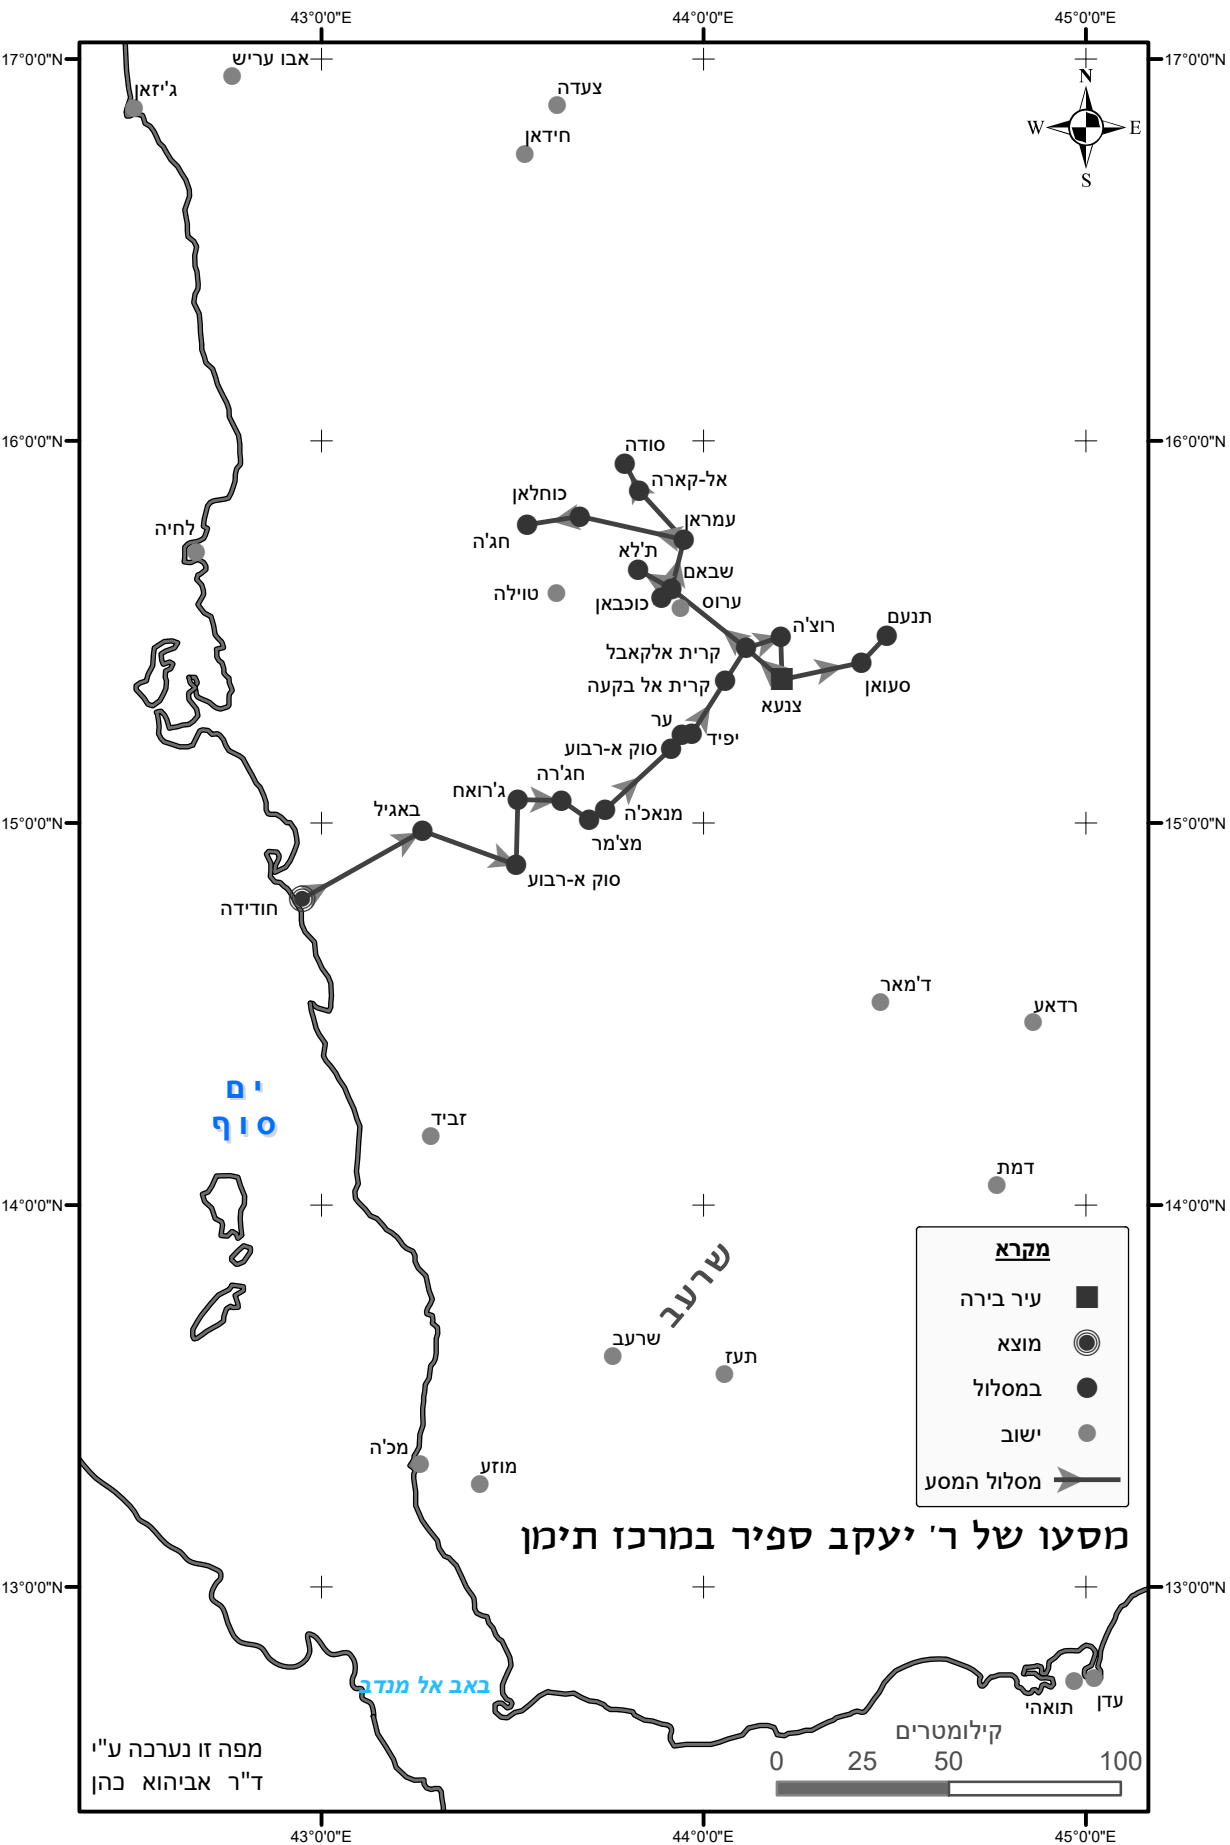 43°0'0"E 44°0'0"E 45°0'0"E
17°0'0"N 17°0'0"N
אבו עריש
ג'יזאן
צעדה
חידאן
N
W E
S
16°0'0"N 16°0'0"N
סודה
אל-קארה
כוחלאן
עמראן
חג'ה
ת'לא
לחיה
שבאם
טוילה
כוכבאן
ערוס
תנעם
רוצ'ה
קרית אלקאבל
סעואן
קרית אל בקעה
צנעא
ער
יפיד
סוק א-רבוע
חג'רה
ג'רואח
באגיל
מנאכ'ה
15°0'0"N 15°0'0"N
מצ'מר
סוק א-רבוע
חודידה
ד'מאר
רדאע
ים
סוף
זביד
דמת
14°0'0"N 14°0'0"N
שרעב
שרעב
תעז
מכ'ה
מוזע
מקרא
עיר בירה
מוצא
במסלול
ישוב
מסלול המסע
מסעו של ר' יעקב ספיר במרכז תימן
13°0'0"N 13°0'0"N
באב אל מנדב
תואהי
עדן
קילומטרים
0 25 50 100
מפה זו נערכה ע"י
ד"ר אביהוא כהן
43°0'0"E 44°0'0"E 45°0'0"E